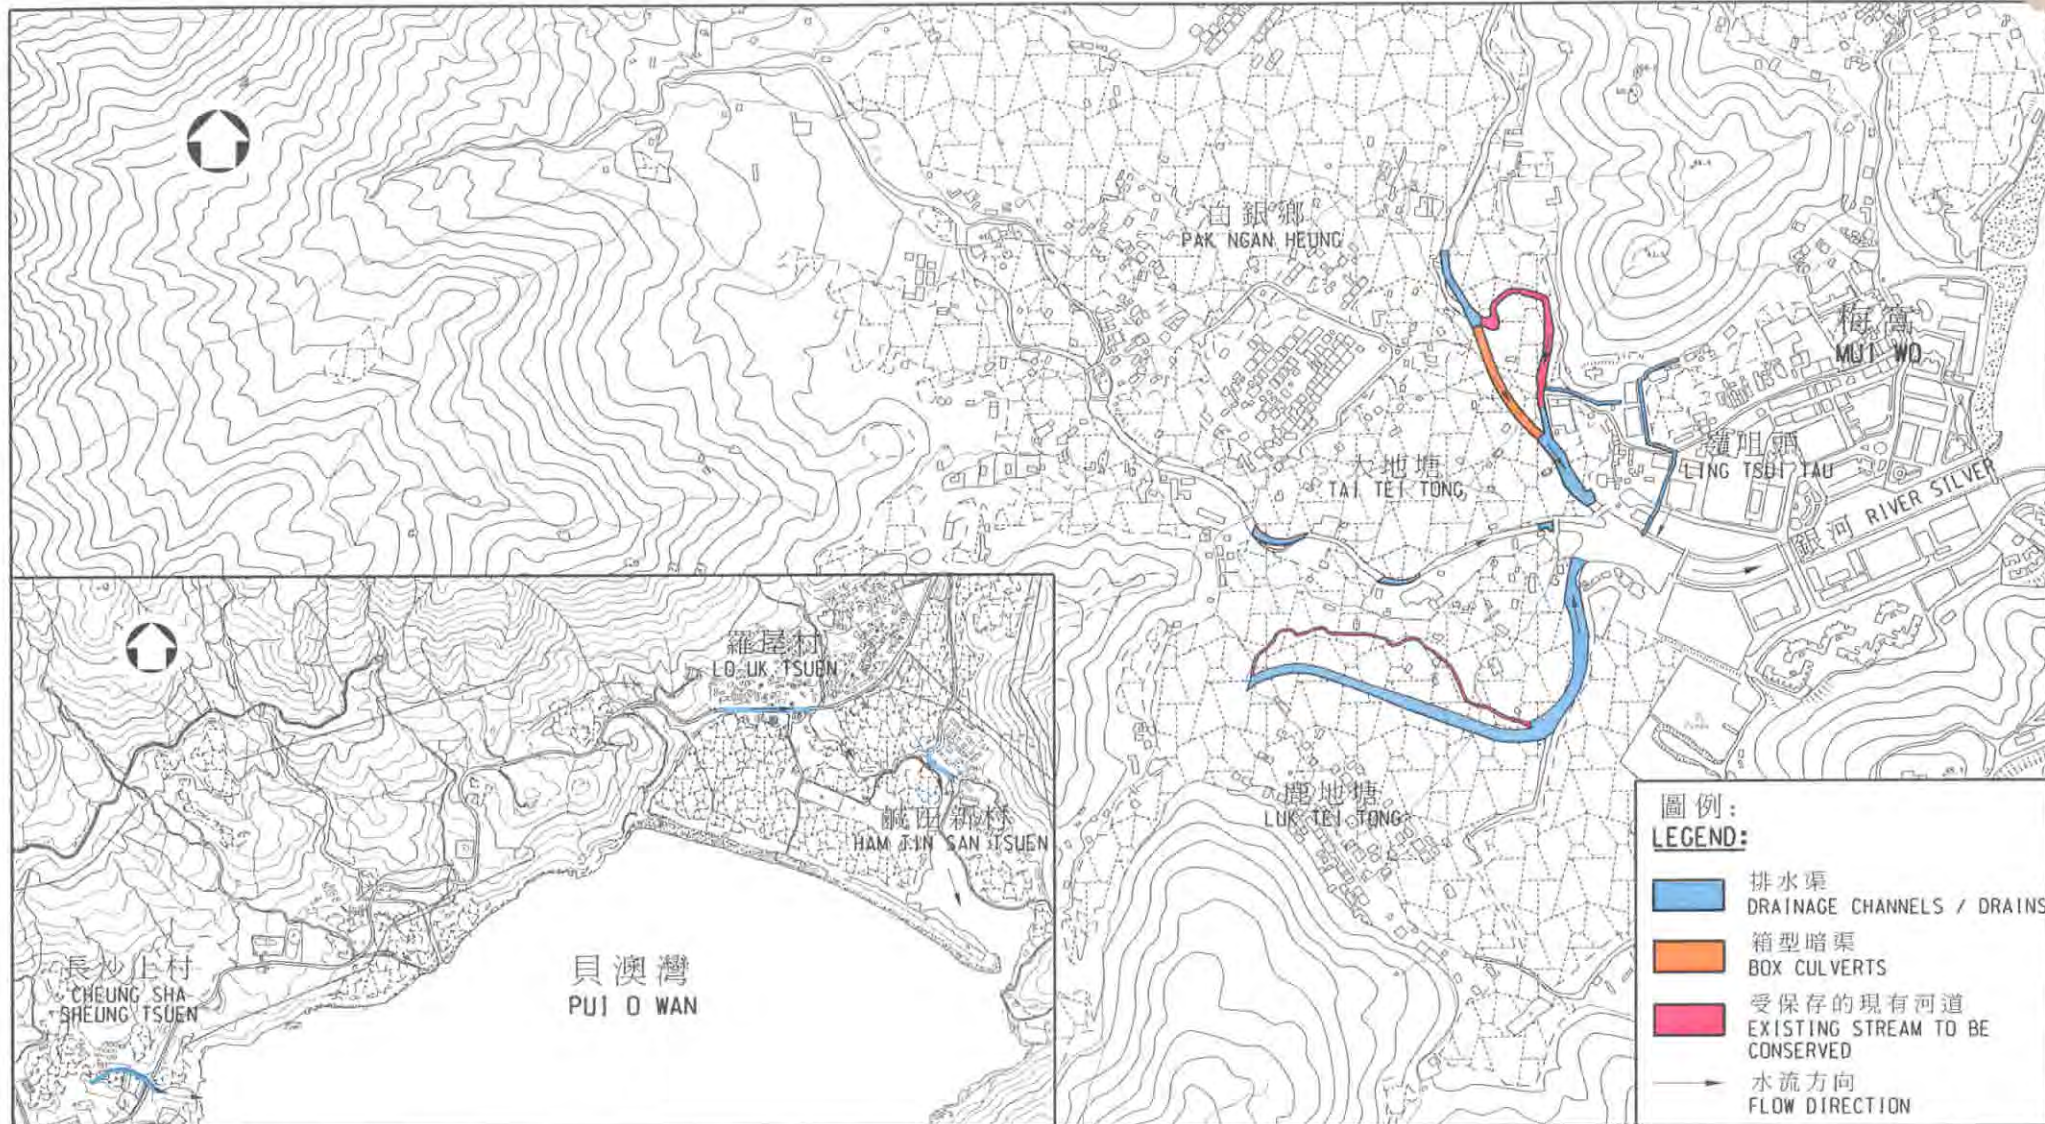 白銀鄉
PAK NGAN HEUNG
梅窩
MUI WO
大地塘
TAI TEI TONG
LING TSUI TAU
銀河 RIVER SILVER
鹿地塘
LUK TEI TONG
羅屋村
LO UK TSUEN
鹹田新村
HAM TIN SAN TSUEN
貝澳灣
PUI O WAN
長沙上村
CHEUNG SHA
SHEUNG TSUEN
圖例:
LEGEND:
排水渠
DRAINAGE CHANNELS / DRAINS
箱型暗渠
BOX CULVERTS
受保存的現有河道
EXISTING STREAM TO BE
CONSERVED
水流方向
FLOW DIRECTION